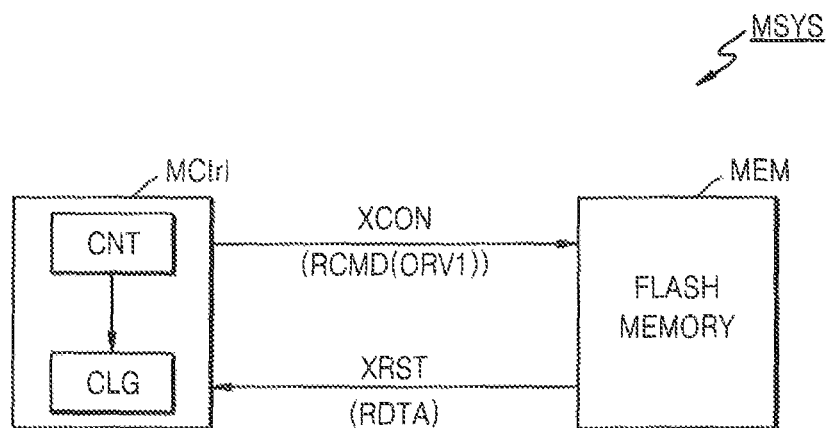 MSYS
MCtrl
MEM
CNT
XCON
(RCMD(ORV1))
FLASH
MEMORY
CLG
XRST
(RDTA)